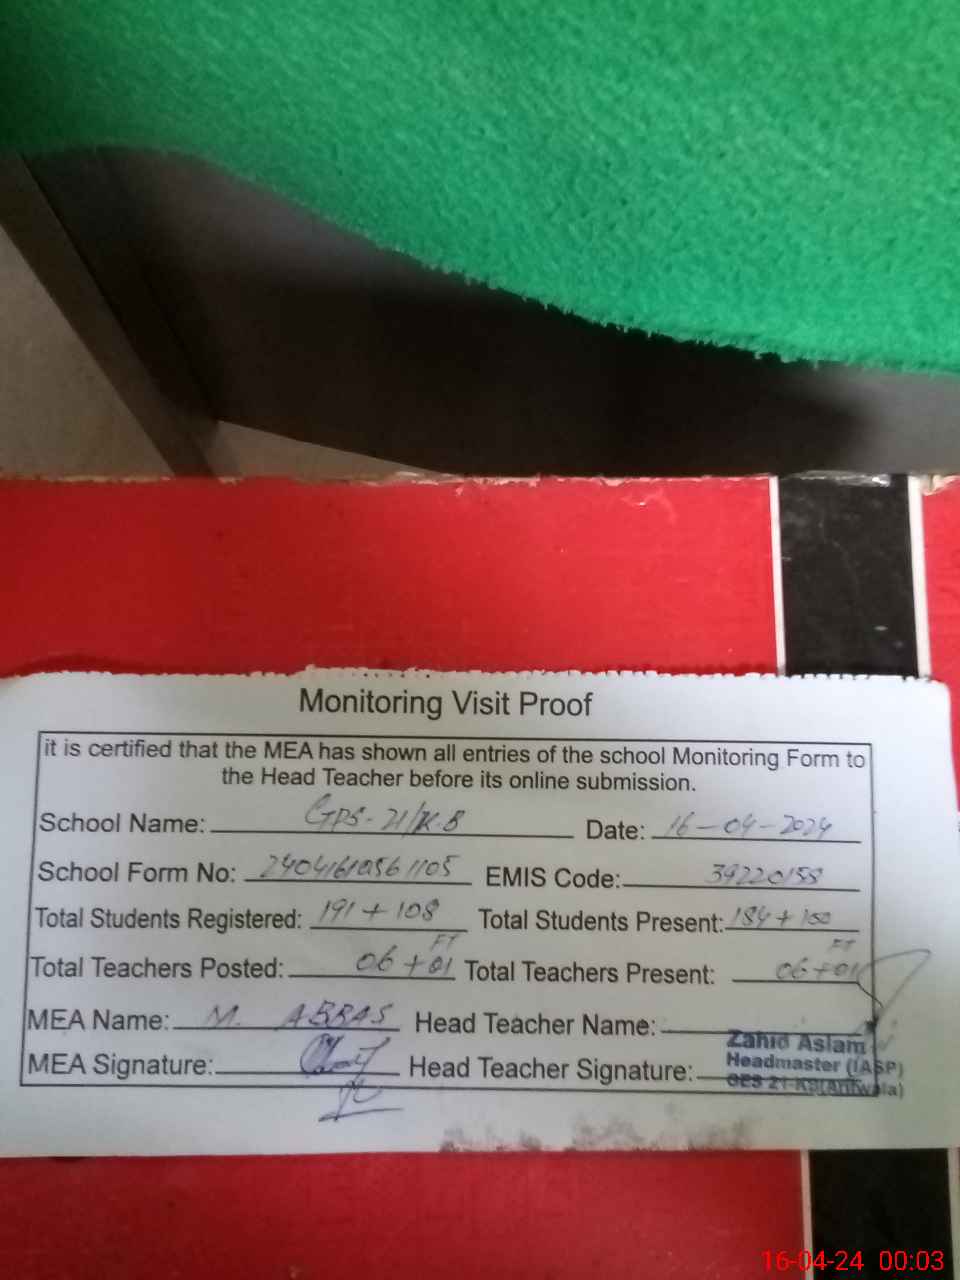 Monitoring Visit Proof
it is certified that the MEA has shown all entries of the school Monitoring Form to
the Head Teacher before its online submission.
School Name: GPS-21/K-B Date: 16-04-2024
School Form No: EMIS Code: 39220158
Total Students Registered: 191 + 108 Total Students Present: 184 + 100
FT FT
Total Teachers Posted: 06 + 01 Total Teachers Present: 06 + 01
MEA Name: M. ABBAS Head Teacher Name:
Zahid Aslam
MEA Signature: Head Teacher Signature:
Headmaster (IASP)
16-04-24 00:03